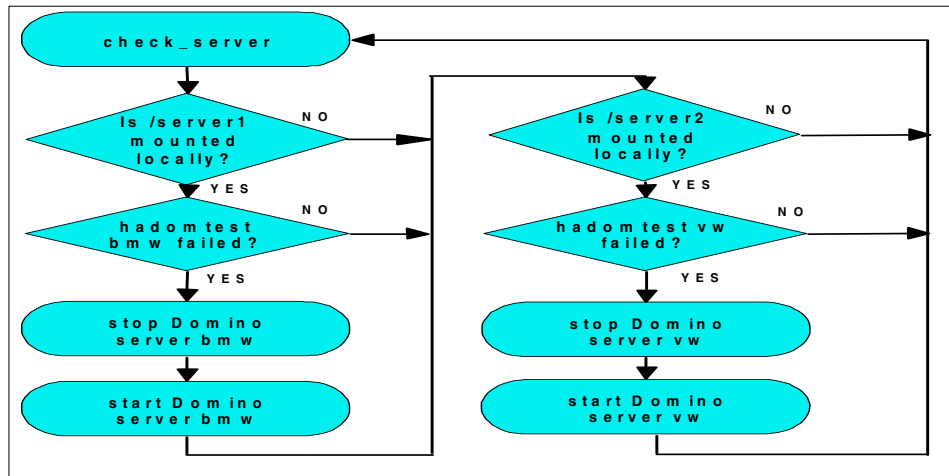 check_server
Is /server1
mounted
locally?
NO
YES
hadomtest
bmw failed?
NO
YES
stop Domino
server bmw
start Domino
server bmw
Is /server2
mounted
locally?
NO
YES
hadomtest vw
failed?
NO
YES
stop Domino
server vw
start Domino
server vw